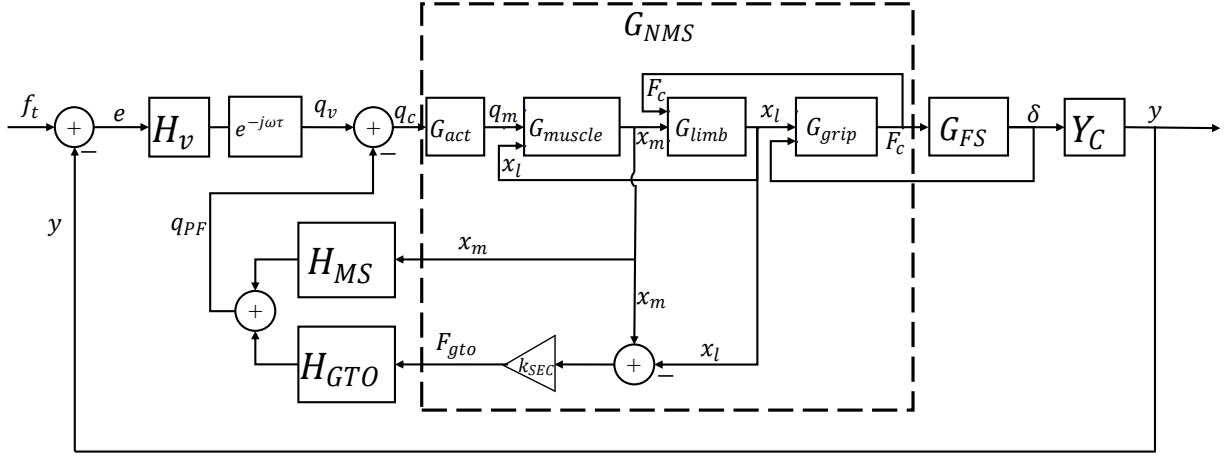 G_NMS
f_t
+
−
e
H_v
e^{-jωτ}
q_v
+
−
q_c
G_act
q_m
G_muscle
x_l
x_m
F_c
G_limb
x_l
G_grip
F_c
G_FS
δ
Y_C
y
y
q_PF
H_MS
x_m
+
x_m
H_GTO
F_gto
k_SEC
+
−
x_l